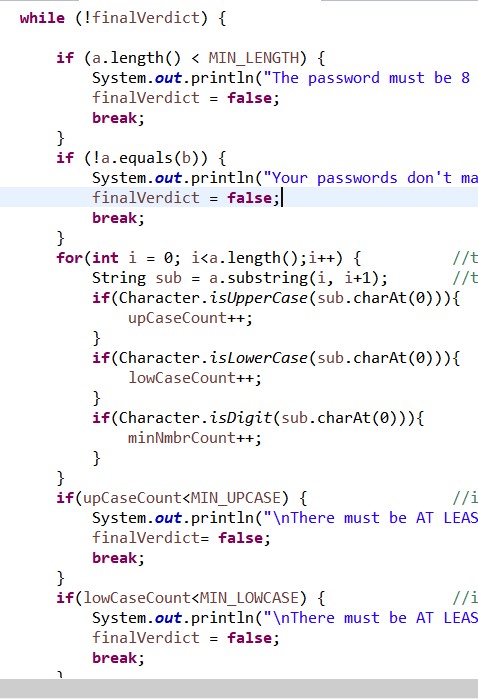 while (!finalVerdict) {
if (a.length() < MIN_LENGTH) {
System.out.println("The password must be 8
finalVerdict = false;
break;
}
if (!a.equals(b)) {
System.out.println("Your passwords don't ma
finalVerdict = false;
break;
}
for(int i = 0; i<a.length();i++) { //t
String sub = a.substring(i, i+1); //t
if(Character.isUpperCase(sub.charAt(0))){
upCaseCount++;
}
if(Character.isLowerCase(sub.charAt(0))){
lowCaseCount++;
}
if(Character.isDigit(sub.charAt(0))){
minNmbrCount++;
}
}
if(upCaseCount<MIN_UPCASE) { //i
System.out.println("\nThere must be AT LEAS
finalVerdict= false;
break;
}
if(lowCaseCount<MIN_LOWCASE) { //i
System.out.println("\nThere must be AT LEAS
finalVerdict = false;
break;
}